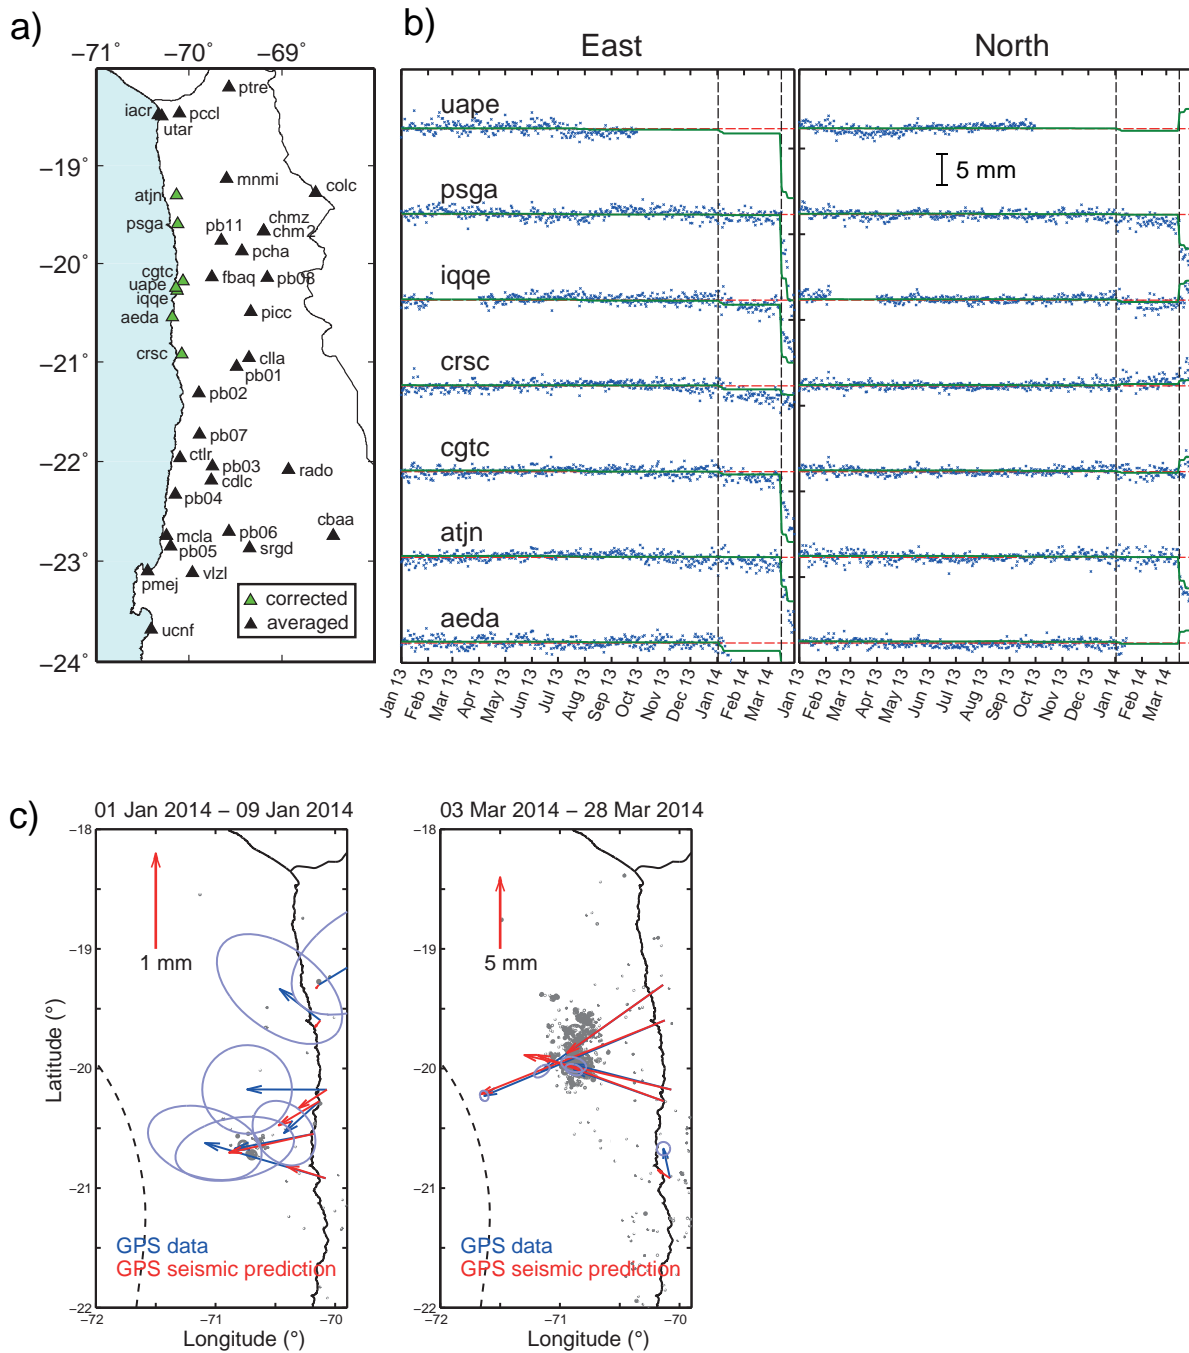 a)
−71° −70° −69°
−19°
−20°
−21°
−22°
−23°
−24°
ptre
iacr
pccl
utar
mnmi
colc
atjn
psga
pb11
chmz
chm2
pcha
cgtc
fbaq
pb08
uape
iqqe
picc
aeda
crsc
clla
pb01
pb02
pb07
ctlr
pb03
rado
cdlc
pb04
cbaa
mcla
pb06
pb05
srgd
pmej
vlzl
ucnf
corrected
averaged
b)
East North
uape
5 mm
psga
iqqe
crsc
cgtc
atjn
aeda
Jan 13 Feb 13 Mar 13 Apr 13 May 13 Jun 13 Jul 13 Aug 13 Sep 13 Oct 13 Nov 13 Dec 13 Jan 14 Feb 14 Mar 14
Jan 13 Feb 13 Mar 13 Apr 13 May 13 Jun 13 Jul 13 Aug 13 Sep 13 Oct 13 Nov 13 Dec 13 Jan 14 Feb 14 Mar 14
c)
01 Jan 2014 − 09 Jan 2014
−18
−19
−20
−21
−22
Latitude (°)
1 mm
GPS data
GPS seismic prediction
−72 −71 −70
Longitude (°)
03 Mar 2014 − 28 Mar 2014
−18
−19
−20
−21
−22
5 mm
GPS data
GPS seismic prediction
−72 −71 −70
Longitude (°)